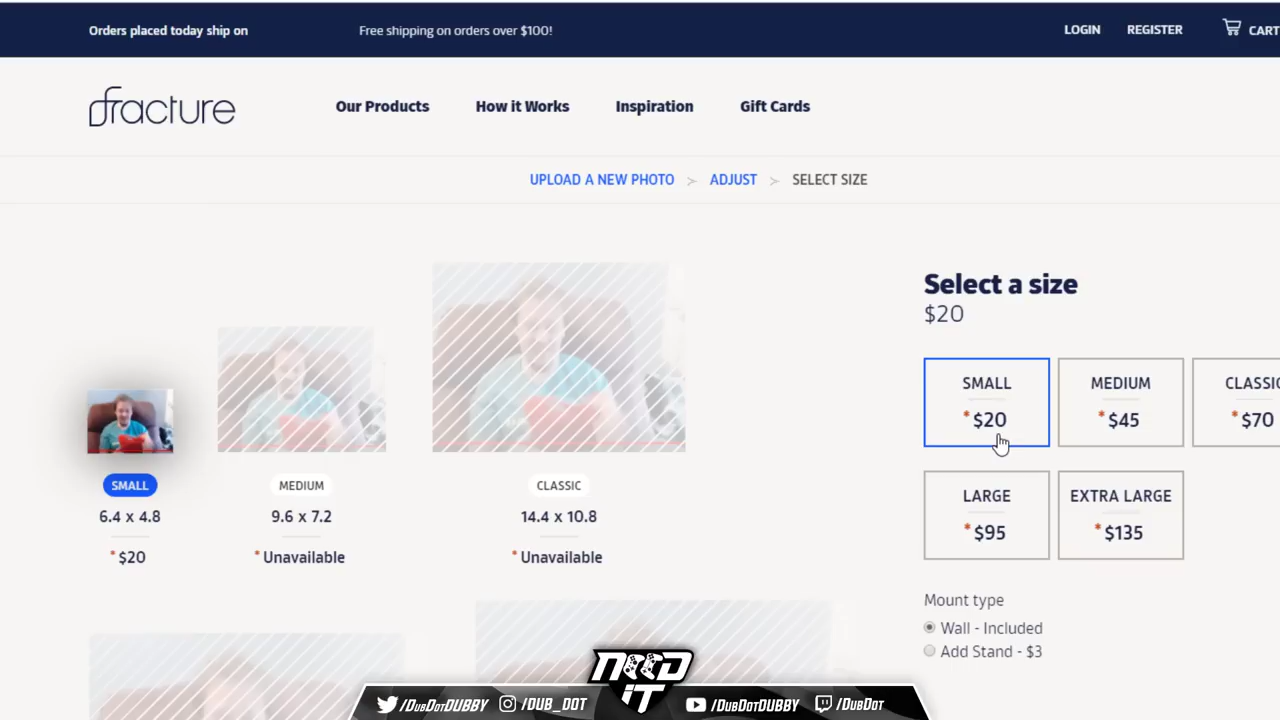 Orders placed today ship on
Free shipping on orders over $100!
LOGIN
REGISTER
CART
fracture
Our Products
How it Works
Inspiration
Gift Cards
UPLOAD A NEW PHOTO > ADJUST > SELECT SIZE
Select a size
$20
SMALL
*$20
MEDIUM
*$45
CLASSIC
*$70
LARGE
*$95
EXTRA LARGE
*$135
Mount type
Wall - Included
Add Stand - $3
SMALL
6.4 x 4.8
*$20
MEDIUM
9.6 x 7.2
*Unavailable
CLASSIC
14.4 x 10.8
*Unavailable
NEED
IT
/DubDotDUBBY
/DUB_DOT
/DubDotDUBBY
/DubDot